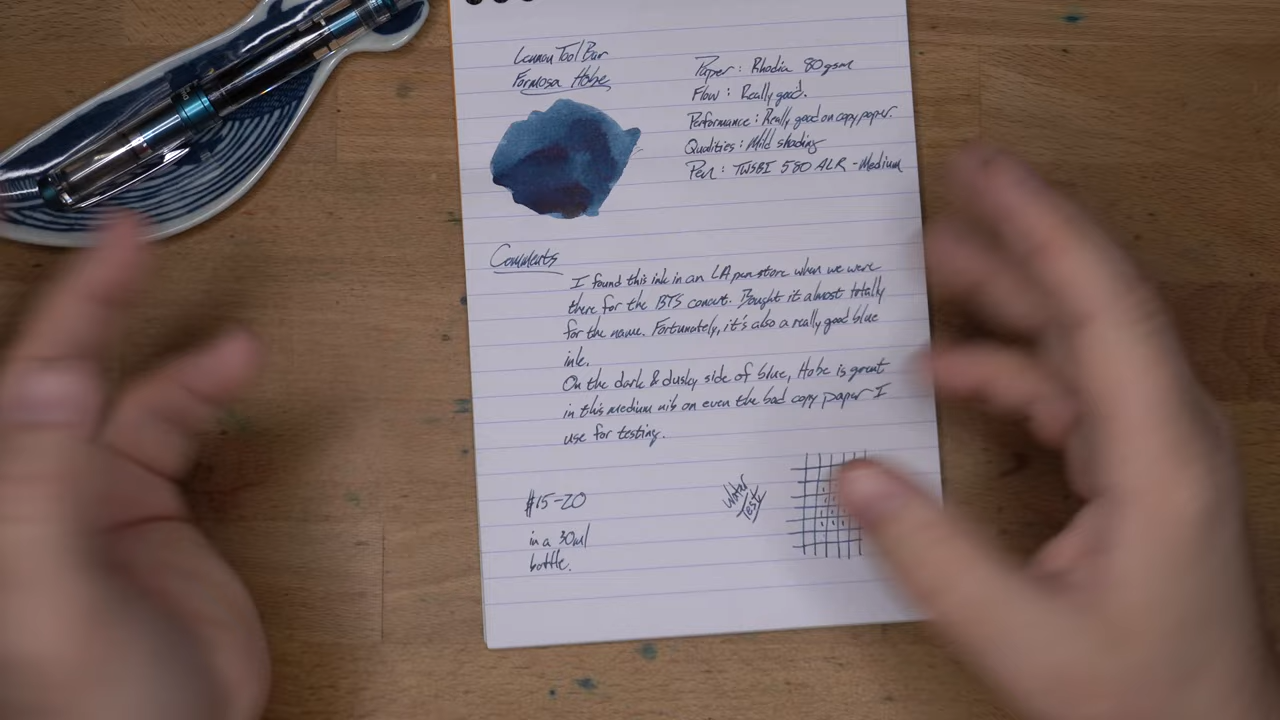 Lennon Tool Bar
Formosa Hobe
Paper: Rhodia 80gsm
Flow: Really good.
Performance: Really good on copy paper.
Qualities: Mild shading
Pen: TWSBI 580 ALR - Medium
Comments
I found this ink in an LA pen store when we were
there for the BTS concert. Bought it almost totally
for the name. Fortunately, it's also a really good blue
ink.
On the dark & dusky side of blue, Hobe is great
in this medium nib on even the bad copy paper I
use for testing.
$15-20
in a 30ml
bottle.
Water
Test